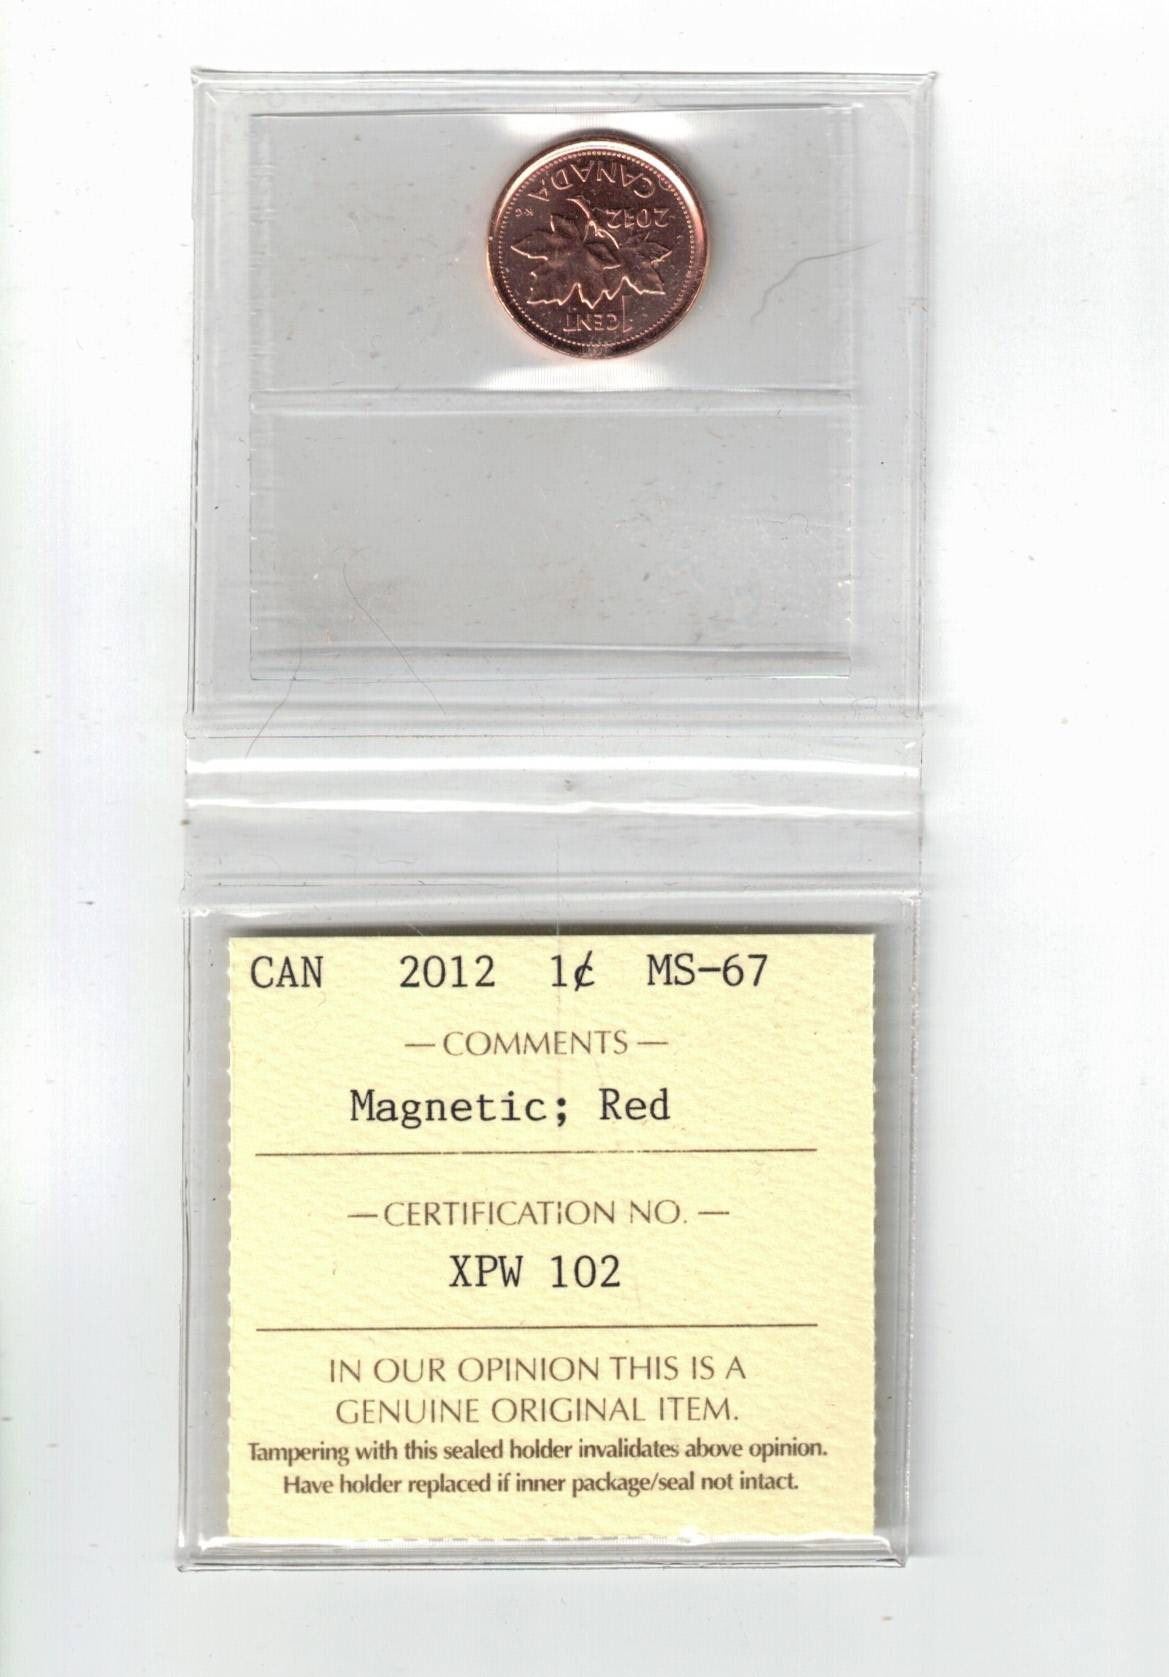 CANADA
2012
KG
1 CENT
CAN 2012 1¢ MS-67
— COMMENTS —
Magnetic; Red
— CERTIFICATION NO. —
XPW 102
IN OUR OPINION THIS IS A
GENUINE ORIGINAL ITEM.
Tampering with this sealed holder invalidates above opinion.
Have holder replaced if inner package/seal not intact.